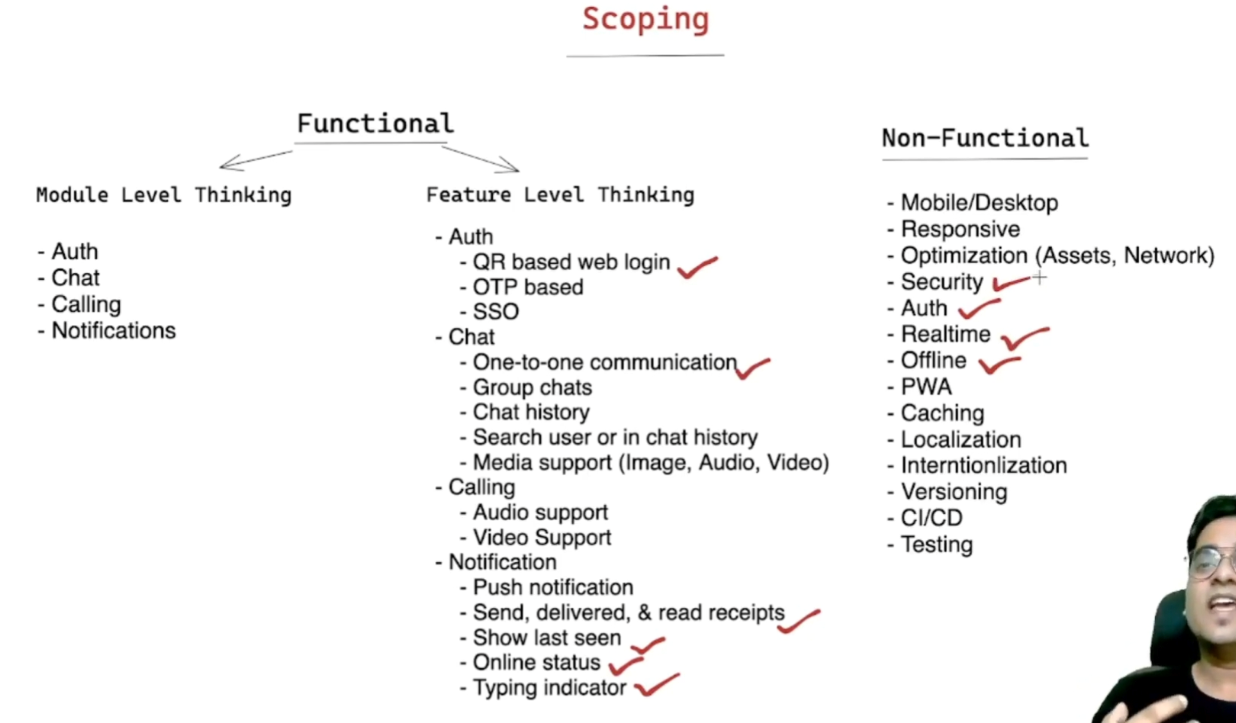 Scoping
Functional
Module Level Thinking
- Auth
- Chat
- Calling
- Notifications
Feature Level Thinking
- Auth
- QR based web login
- OTP based
- SSO
- Chat
- One-to-one communication
- Group chats
- Chat history
- Search user or in chat history
- Media support (Image, Audio, Video)
- Calling
- Audio support
- Video Support
- Notification
- Push notification
- Send, delivered, & read receipts
- Show last seen
- Online status
- Typing indicator
Non-Functional
- Mobile/Desktop
- Responsive
- Optimization (Assets, Network)
- Security
- Auth
- Realtime
- Offline
- PWA
- Caching
- Localization
- Interntionlization
- Versioning
- CI/CD
- Testing